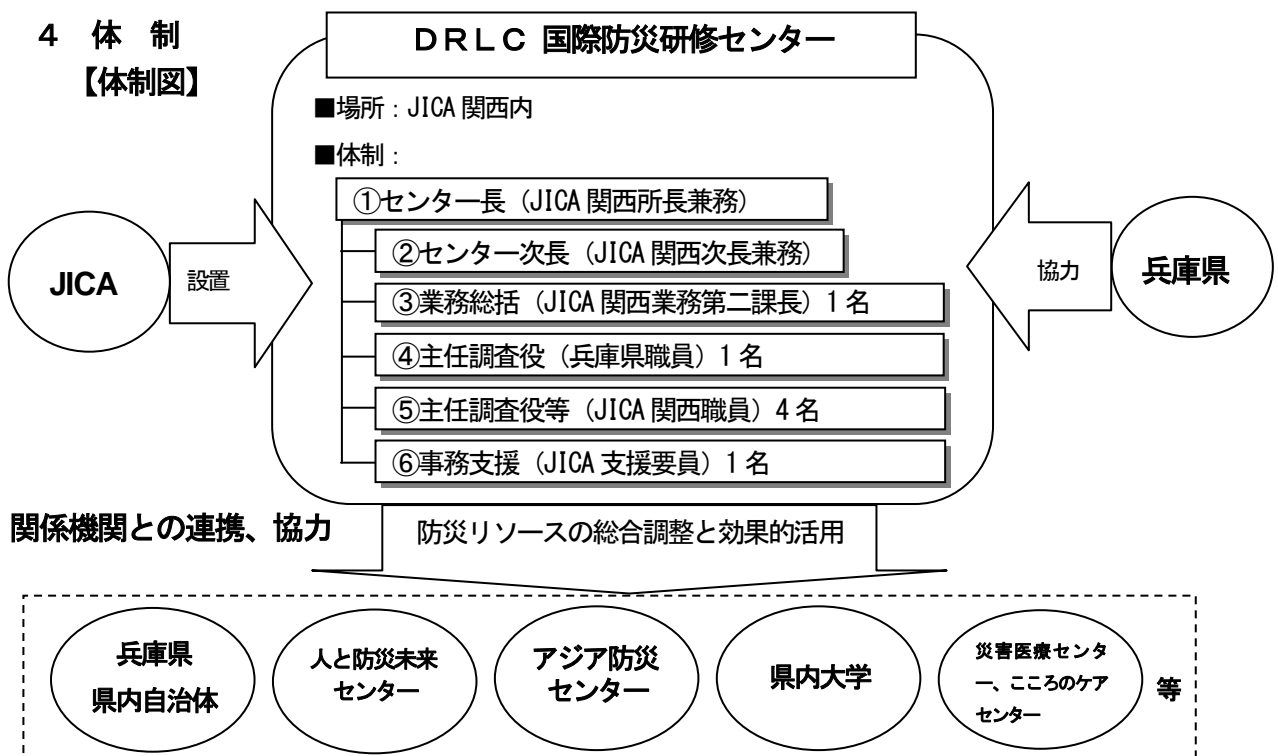 ４ 体 制
【体制図】
ＤＲＬＣ 国際防災研修センター
■場所：JICA 関西内
■体制：
①センター長（JICA 関西所長兼務）
②センター次長（JICA 関西次長兼務）
③業務総括（JICA 関西業務第二課長）1 名
④主任調査役（兵庫県職員）1 名
⑤主任調査役等（JICA 関西職員）4 名
⑥事務支援（JICA 支援要員）1 名
JICA
設置
協力
兵庫県
関係機関との連携、協力
防災リソースの総合調整と効果的活用
兵庫県
県内自治体
人と防災未来
センター
アジア防災
センター
県内大学
災害医療センタ
ー、こころのケア
センター
等